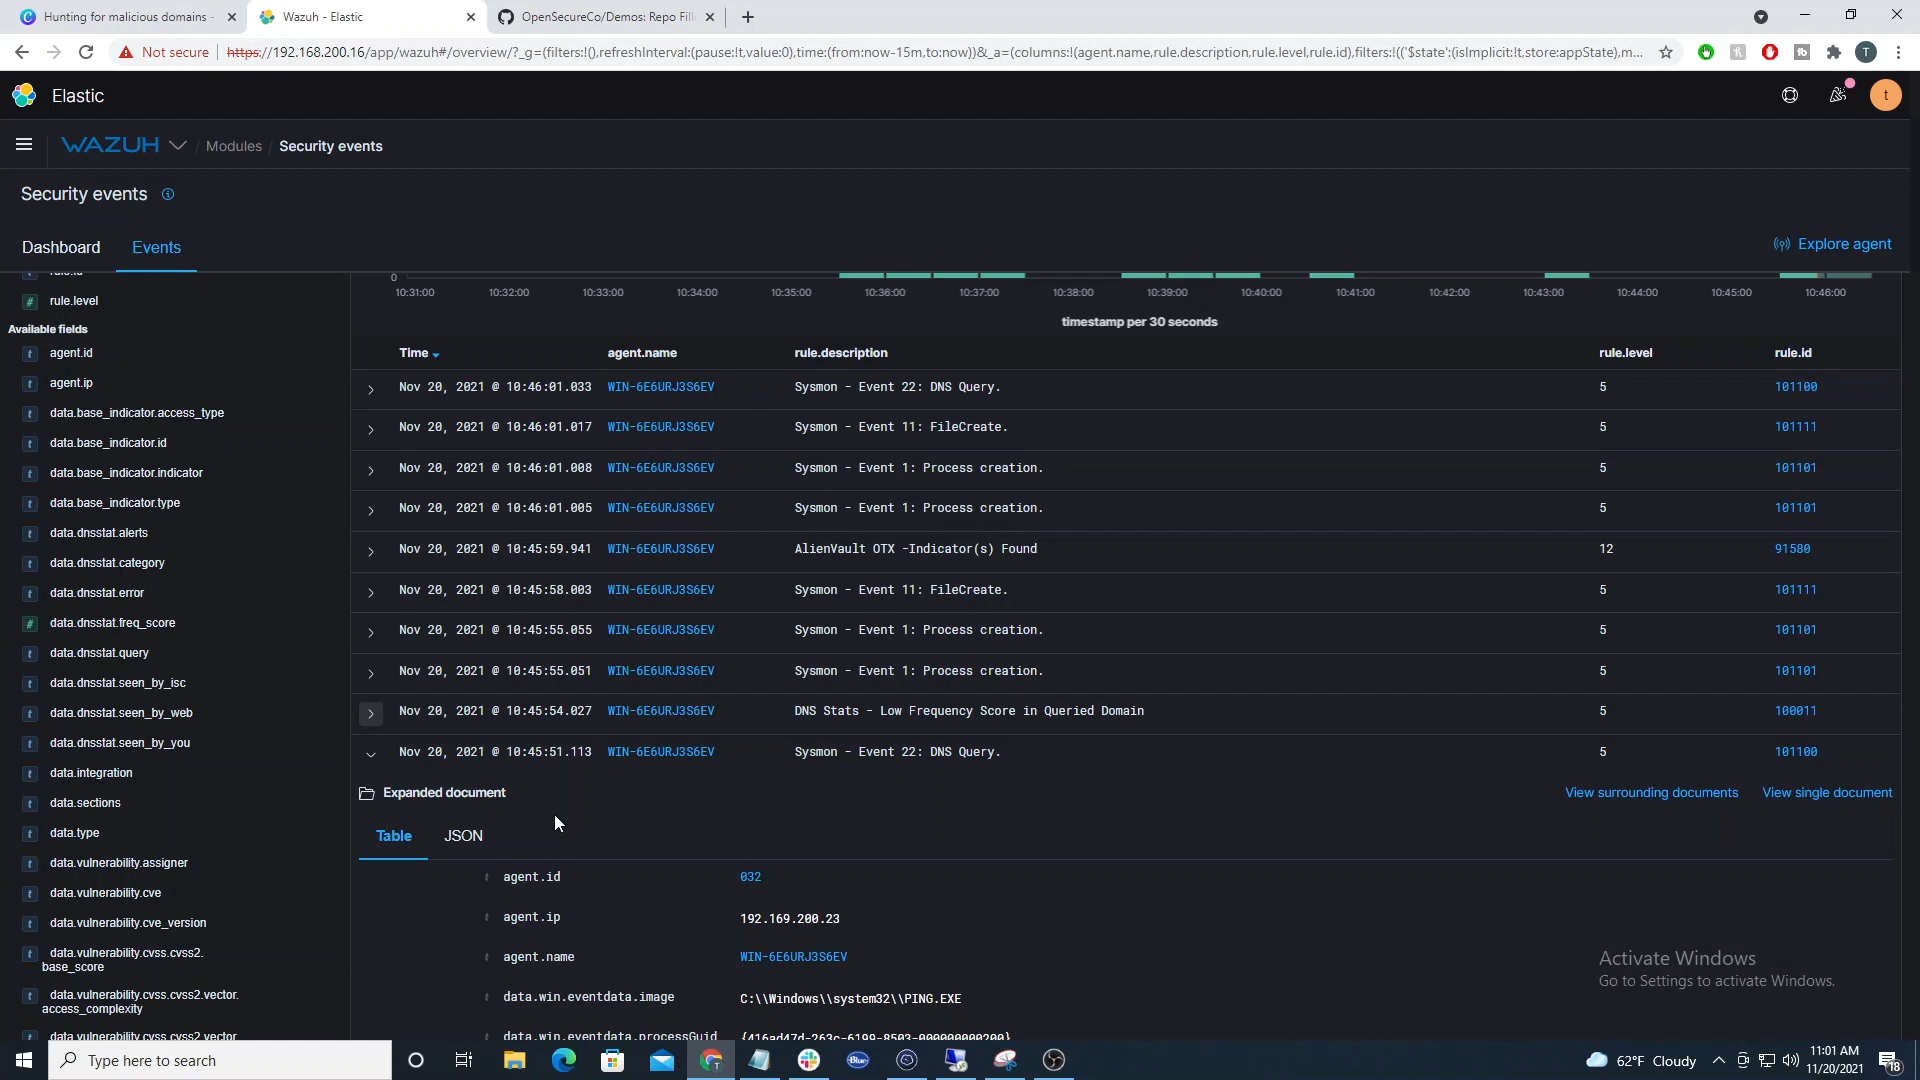 Hunting for malicious domains -
Wazuh - Elastic
OpenSecureCo/Demos: Repo Fil
Not secure
https://192.168.200.16/app/wazuh#/overview/?_g=(filters:!(),refreshInterval:(pause:!t,value:0),time:(from:now-15m,to:now))&_a=(columns:!(agent.name,rule.description,rule.level,rule.id),filters:!(('$state':(isImplicit:!t,store:appState),m...
T
Elastic
t
WAZUH / Modules / Security events
Security events
Dashboard
Events
Explore agent
# rule.level
Available fields
t agent.id
t agent.ip
t data.base_indicator.access_type
t data.base_indicator.id
t data.base_indicator.indicator
t data.base_indicator.type
t data.dnsstat.alerts
t data.dnsstat.category
t data.dnsstat.error
# data.dnsstat.freq_score
t data.dnsstat.query
t data.dnsstat.seen_by_isc
t data.dnsstat.seen_by_web
t data.dnsstat.seen_by_you
t data.integration
t data.sections
t data.type
t data.vulnerability.assigner
t data.vulnerability.cve
t data.vulnerability.cve_version
t data.vulnerability.cvss.cvss2.
base_score
t data.vulnerability.cvss.cvss2.vector.
access_complexity
data.vulnerability.cvss.cvss2.vector
0
10:31:00 10:32:00 10:33:00 10:34:00 10:35:00 10:36:00 10:37:00 10:38:00 10:39:00 10:40:00 10:41:00 10:42:00 10:43:00 10:44:00 10:45:00 10:46:00
timestamp per 30 seconds
Time agent.name rule.description rule.level rule.id
Nov 20, 2021 @ 10:46:01.033 WIN-6E6URJ3S6EV Sysmon - Event 22: DNS Query. 5 101100
Nov 20, 2021 @ 10:46:01.017 WIN-6E6URJ3S6EV Sysmon - Event 11: FileCreate. 5 101111
Nov 20, 2021 @ 10:46:01.008 WIN-6E6URJ3S6EV Sysmon - Event 1: Process creation. 5 101101
Nov 20, 2021 @ 10:46:01.005 WIN-6E6URJ3S6EV Sysmon - Event 1: Process creation. 5 101101
Nov 20, 2021 @ 10:45:59.941 WIN-6E6URJ3S6EV AlienVault OTX -Indicator(s) Found 12 91580
Nov 20, 2021 @ 10:45:58.003 WIN-6E6URJ3S6EV Sysmon - Event 11: FileCreate. 5 101111
Nov 20, 2021 @ 10:45:55.055 WIN-6E6URJ3S6EV Sysmon - Event 1: Process creation. 5 101101
Nov 20, 2021 @ 10:45:55.051 WIN-6E6URJ3S6EV Sysmon - Event 1: Process creation. 5 101101
Nov 20, 2021 @ 10:45:54.027 WIN-6E6URJ3S6EV DNS Stats - Low Frequency Score in Queried Domain 5 100011
Nov 20, 2021 @ 10:45:51.113 WIN-6E6URJ3S6EV Sysmon - Event 22: DNS Query. 5 101100
Expanded document
View surrounding documents
View single document
Table
JSON
t agent.id 032
t agent.ip 192.169.200.23
t agent.name WIN-6E6URJ3S6EV
t data.win.eventdata.image C:\\Windows\\system32\\PING.EXE
t data.win.eventdata.processGuid {416ad47d-263c-6199-8503-000000000200}
Activate Windows
Go to Settings to activate Windows.
Type here to search
Blue
62°F Cloudy
11:01 AM
11/20/2021
18